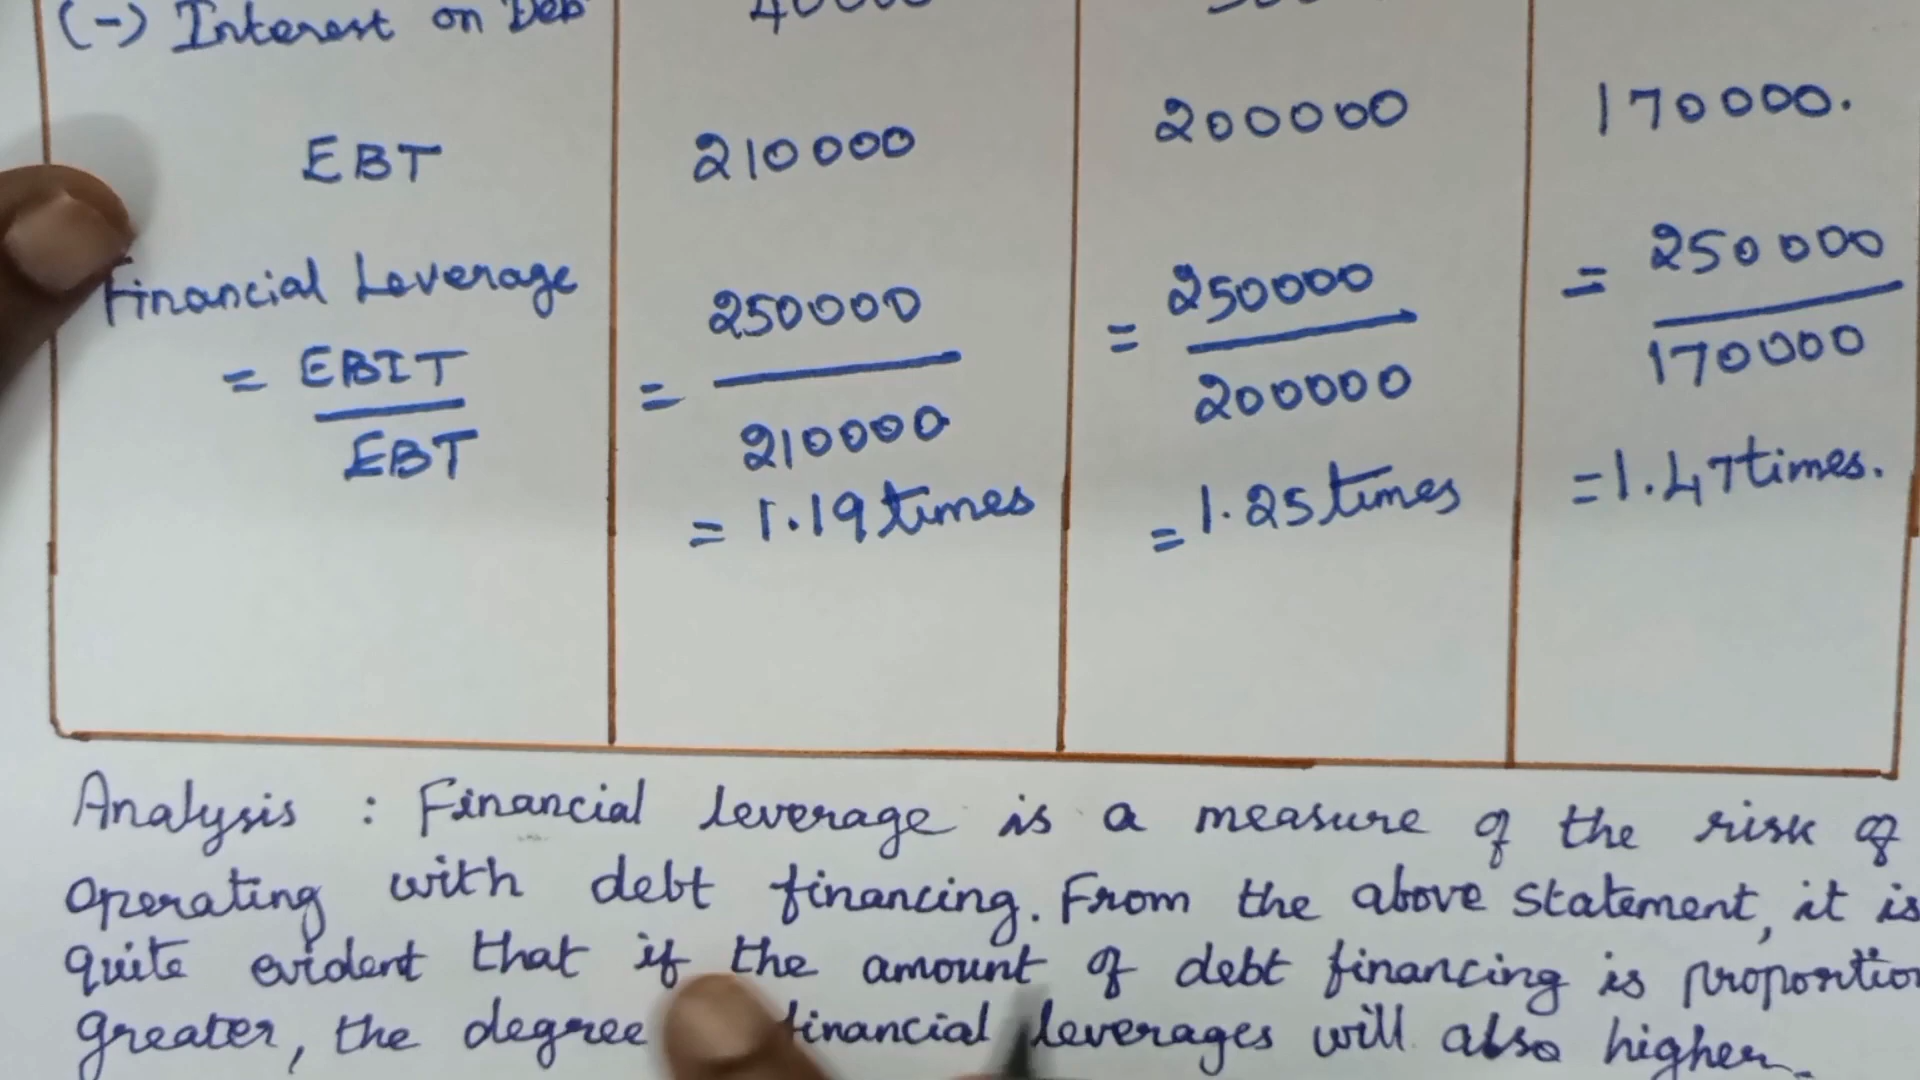 (-) Interest on Deb 40000
EBT 210000 200000 170000.
Financial Leverage
= EBIT / EBT = 250000 / 210000 = 250000 / 200000 = 250000 / 170000
= 1.19 times = 1.25 times = 1.47 times.
Analysis : Financial leverage is a measure of the risk of
operating with debt financing. From the above statement, it is
quite evident that if the amount of debt financing is proportion
greater, the degree financial leverages will also higher.